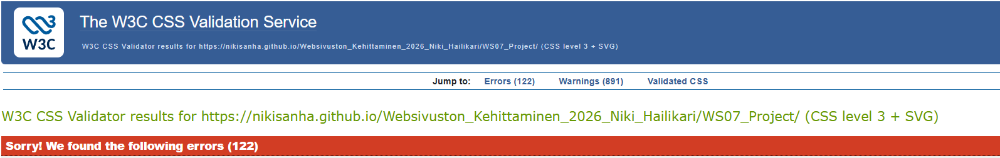 The W3C CSS Validation Service
W3C
W3C CSS Validator results for https://nikisanha.github.io/Websivuston_Kehittaminen_2026_Niki_Hailikari/WS07_Project/ (CSS level 3 + SVG)
Jump to: Errors (122) Warnings (891) Validated CSS
W3C CSS Validator results for https://nikisanha.github.io/Websivuston_Kehittaminen_2026_Niki_Hailikari/WS07_Project/ (CSS level 3 + SVG)
Sorry! We found the following errors (122)